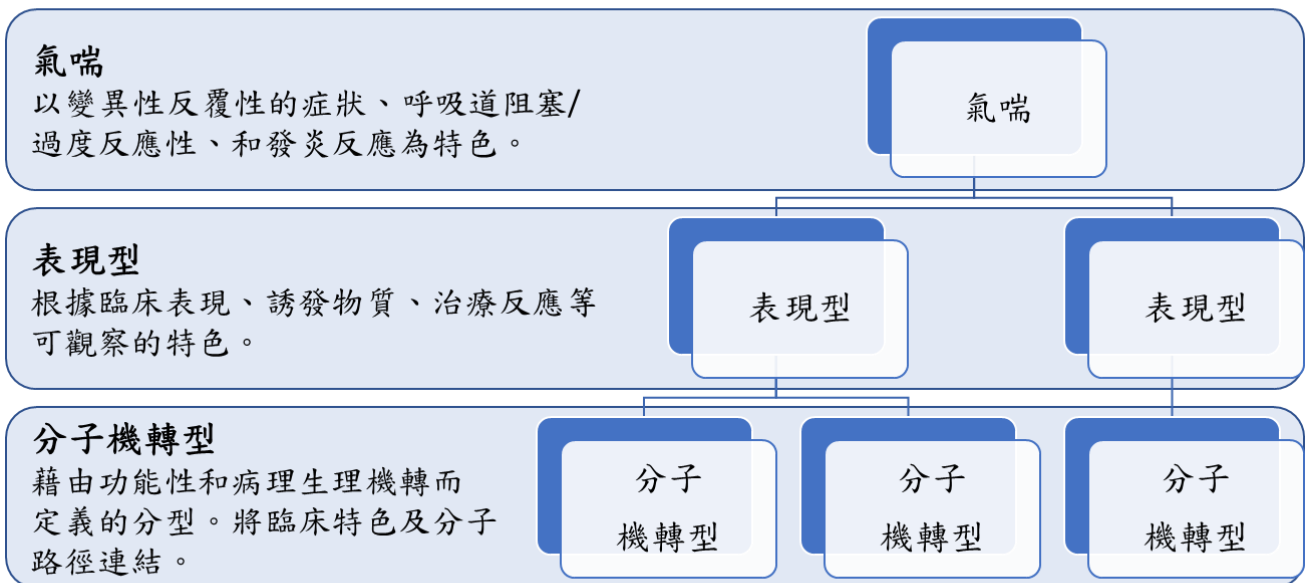 氣喘
以變異性反覆性的症狀、呼吸道阻塞/
過度反應性、和發炎反應為特色。
氣喘
表現型
根據臨床表現、誘發物質、治療反應等
可觀察的特色。
表現型
表現型
分子機轉型
藉由功能性和病理生理機轉而
定義的分型。將臨床特色及分子
路徑連結。
分子
機轉型
分子
機轉型
分子
機轉型